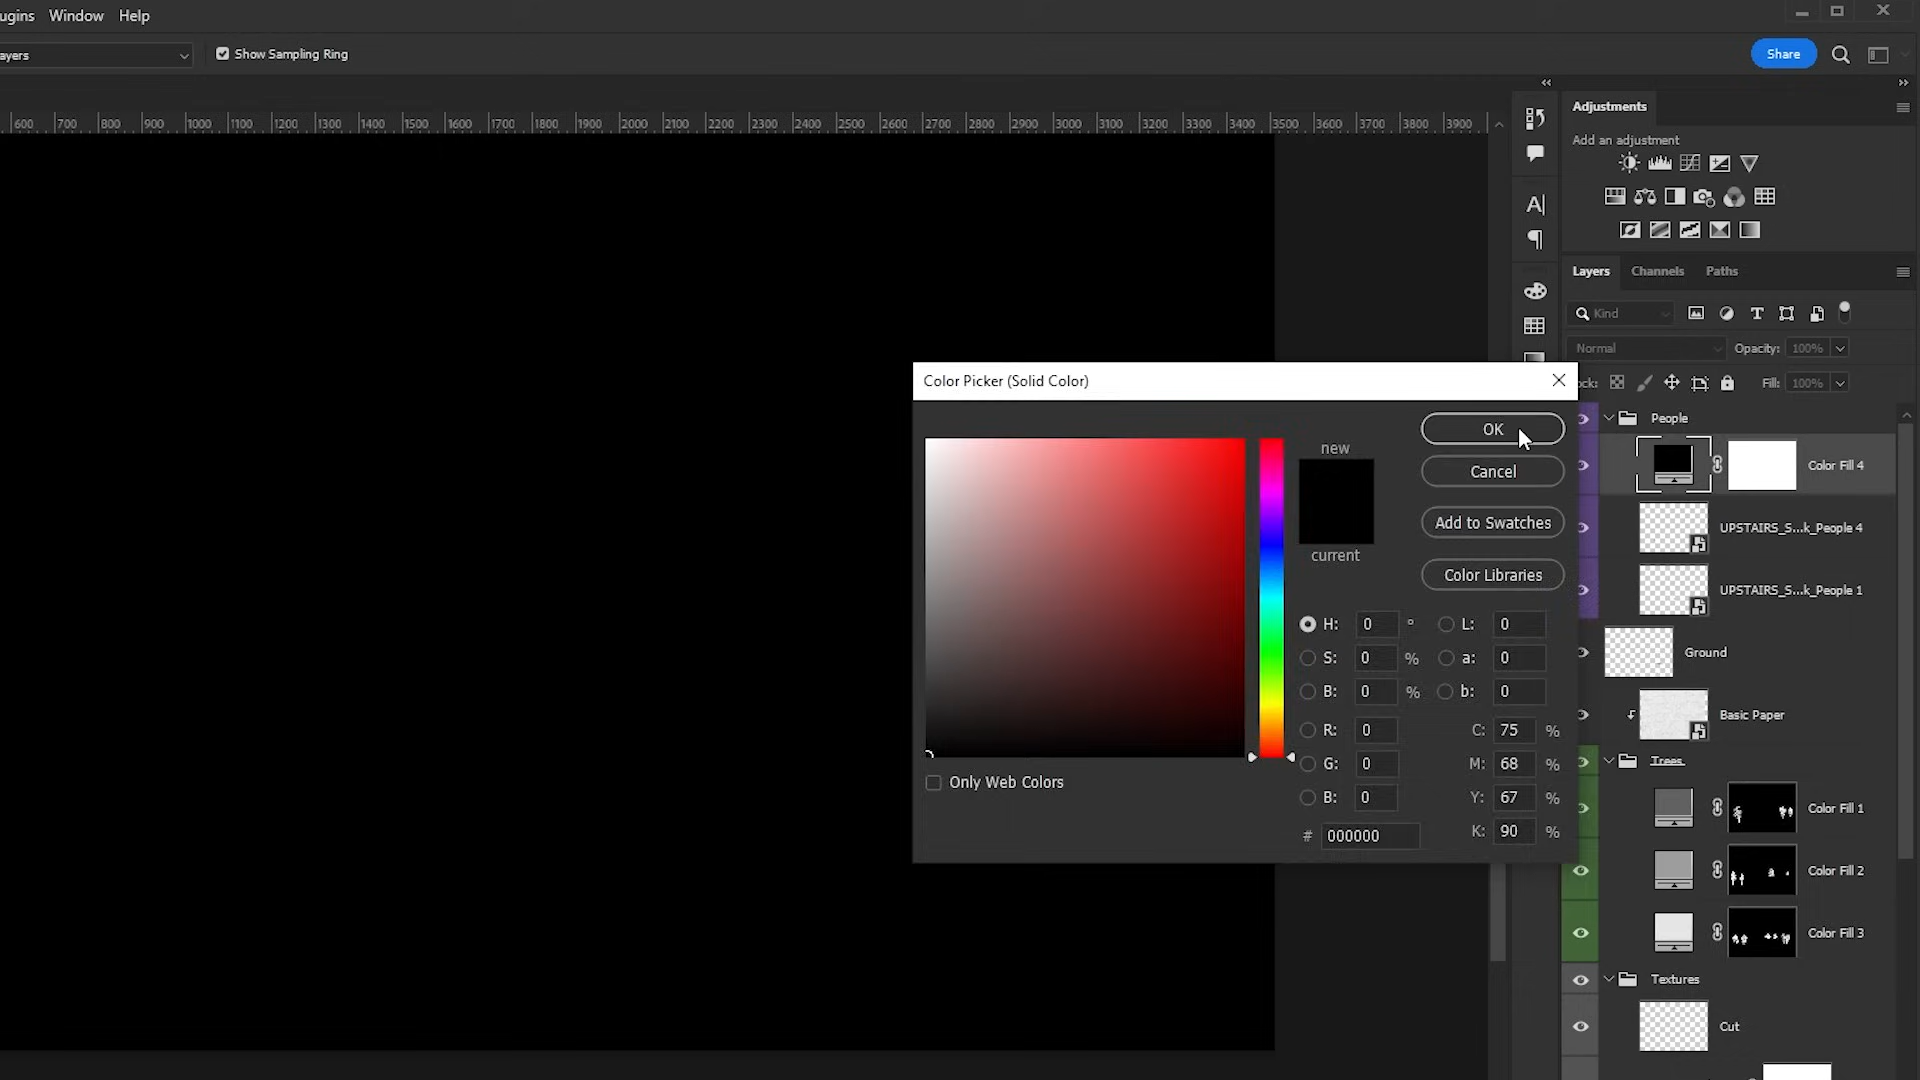 ugins Window Help
ayers
Show Sampling Ring
Share
600 700 800 900 1000 1100 1200 1300 1400 1500 1600 1700 1800 1900 2000 2100 2200 2300 2400 2500 2600 2700 2800 2900 3000 3100 3200 3300 3400 3500 3600 3700 3800 3900
Adjustments
Add an adjustment
Layers Channels Paths
Kind
Normal Opacity: 100%
ock: Fill: 100%
Color Picker (Solid Color)
new
current
OK
Cancel
Add to Swatches
Color Libraries
H: 0 °
S: 0 %
B: 0 %
R: 0
G: 0
B: 0
# 000000
L: 0
a: 0
b: 0
C: 75 %
M: 68 %
Y: 67 %
K: 90 %
Only Web Colors
People
Color Fill 4
UPSTAIRS_S...k_People 4
UPSTAIRS_S...k_People 1
Ground
Basic Paper
Trees
Color Fill 1
Color Fill 2
Color Fill 3
Textures
Cut